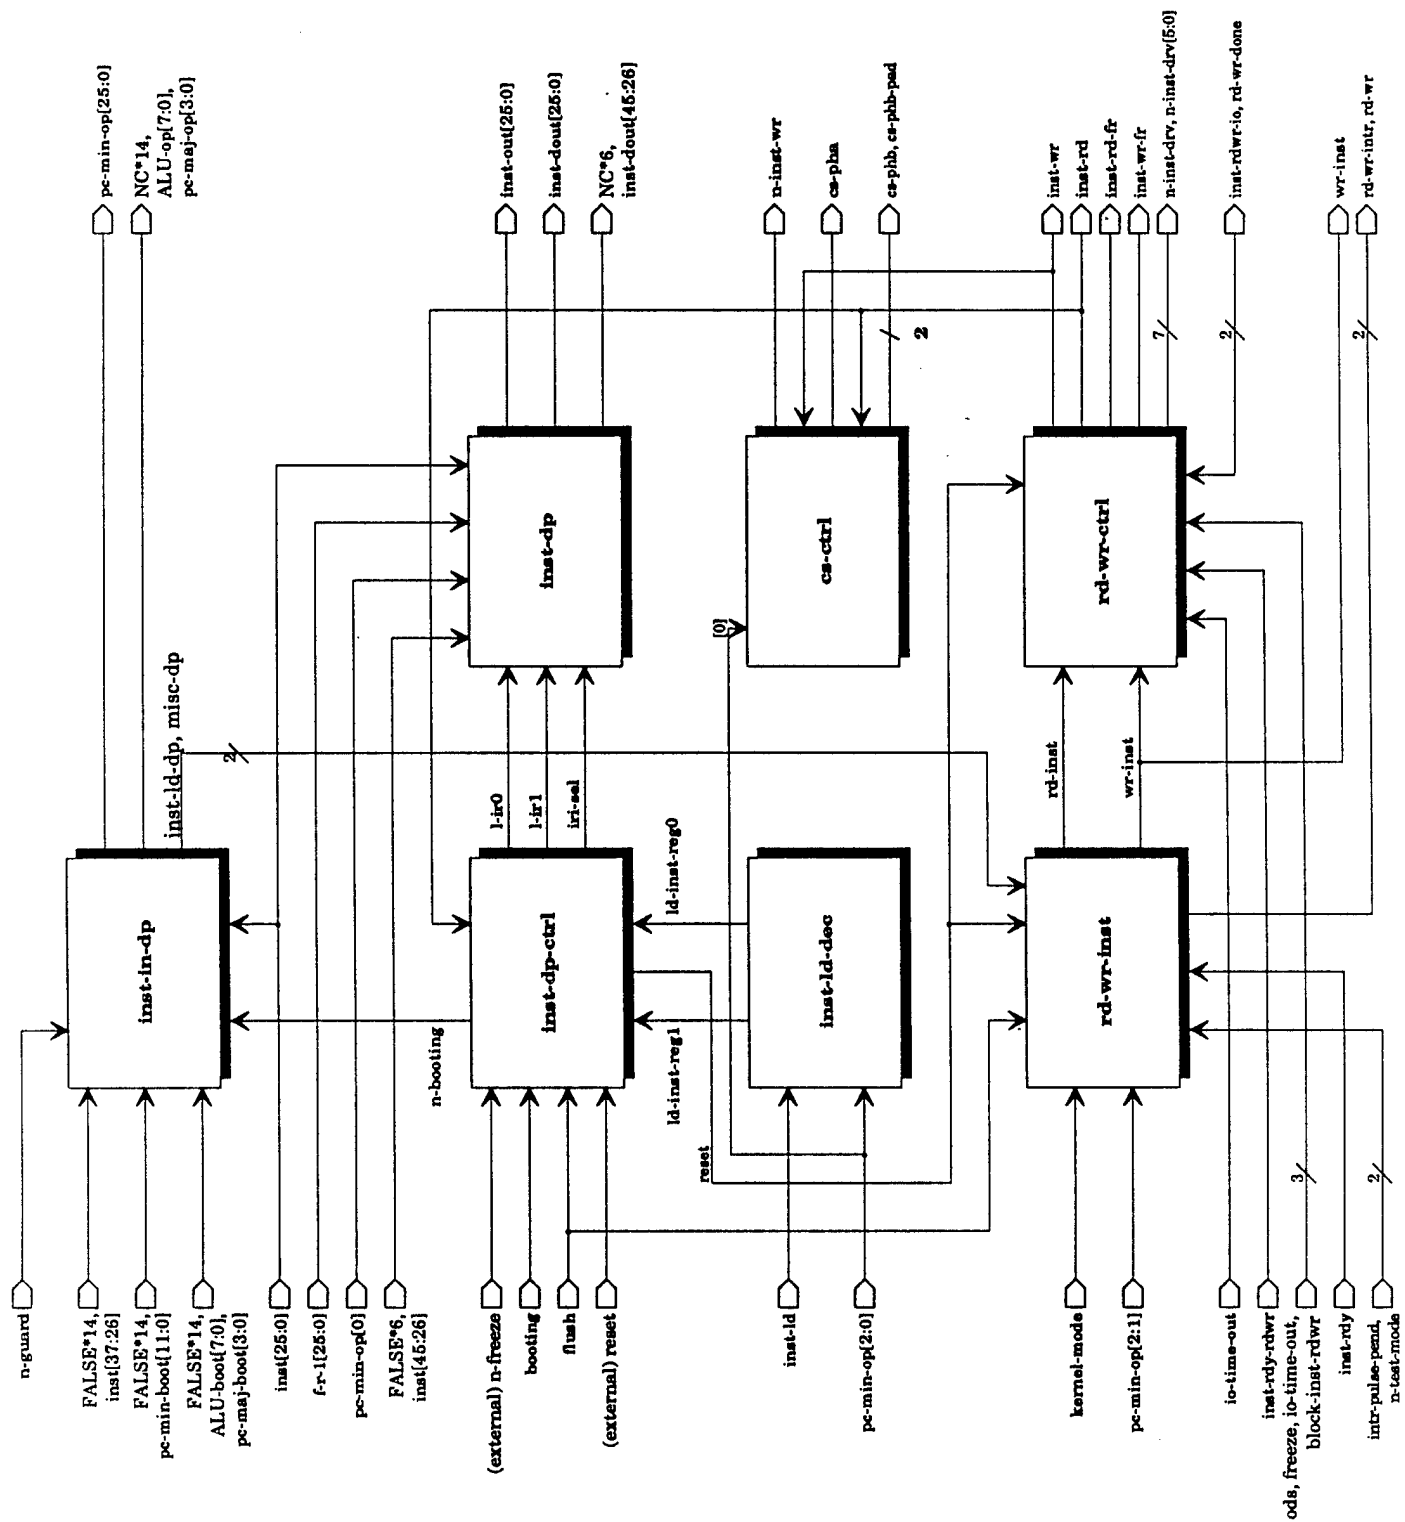 n-guard
FALSE*14,
inst[37:26]
FALSE*14,
pc-min-boot[11:0]
FALSE*14,
ALU-boot[7:0],
pc-maj-boot[3:0]
inst[25:0]
f-r-1[25:0]
pc-min-op[0]
FALSE*6,
inst[45:26]
(external) n-freeze
booting
flush
(external) reset
inst-ld
pc-min-op[2:0]
kernel-mode
pc-min-op[2:1]
io-time-out
inst-rdy-rdwr
ods, freeze, io-time-out,
block-inst-rdwr
inst-rdy
intr-pulse-pend,
n-test-mode
3
2
inst-in-dp
n-booting
inst-dp-ctrl
ld-inst-reg1
ld-inst-reg0
reset
inst-ld-dec
rd-wr-inst
inst-ld-dp, misc-dp
2
l-ir0
l-ir1
iri-sel
rd-inst
wr-inst
inst-dp
[0]
cs-ctrl
rd-wr-ctrl
2
7
2
2
pc-min-op[25:0]
NC*14,
ALU-op[7:0],
pc-maj-op[3:0]
inst-out[25:0]
inst-dout[25:0]
NC*6,
inst-dout[45:26]
n-inst-wr
cs-pha
cs-phb, cs-phb-pad
inst-wr
inst-rd
inst-rd-fr
inst-wr-fr
n-inst-drv, n-inst-drv[5:0]
inst-rdwr-io, rd-wr-done
wr-inst
rd-wr-intr, rd-wr